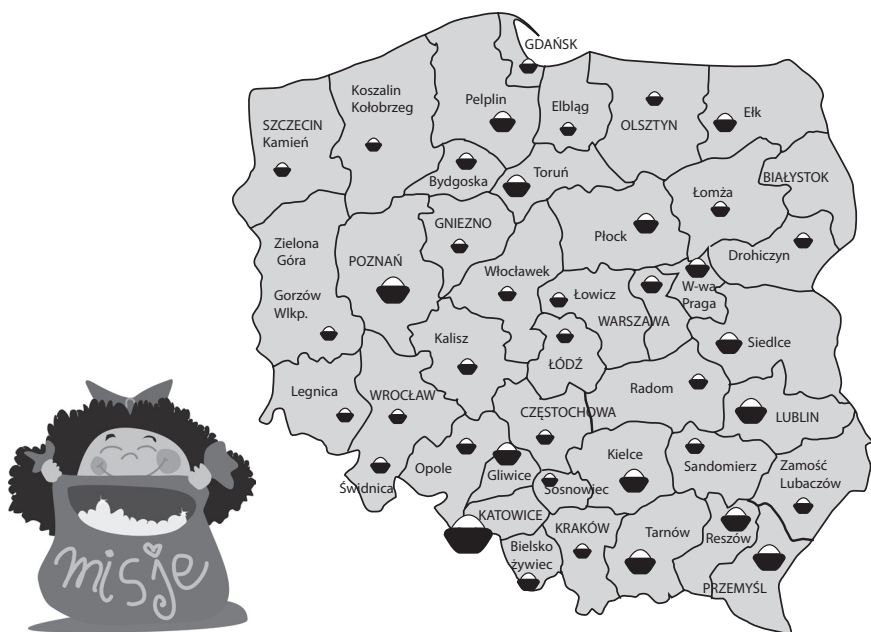 GDAŃSK
Koszalin
Kołobrzeg
Pelplin
Elbląg
OLSZTYN
Ełk
SZCZECIN
Kamień
Bydgoska
Toruń
Łomża
BIAŁYSTOK
Zielona
Góra
POZNAŃ
GNIEZNO
Płock
Drohiczyn
Gorzów
Wlkp.
Włocławek
Łowicz
W-wa
Praga
WARSZAWA
Kalisz
ŁÓDŹ
Siedlce
Legnica
WROCŁAW
Radom
CZĘSTOCHOWA
LUBLIN
Opole
Gliwice
Kielce
Sandomierz
Zamość
Lubaczów
Świdnica
Sosnowiec
KATOWICE
KRAKÓW
Tarnów
Reszów
Bielsko
żywiec
PRZEMYŚL
misje